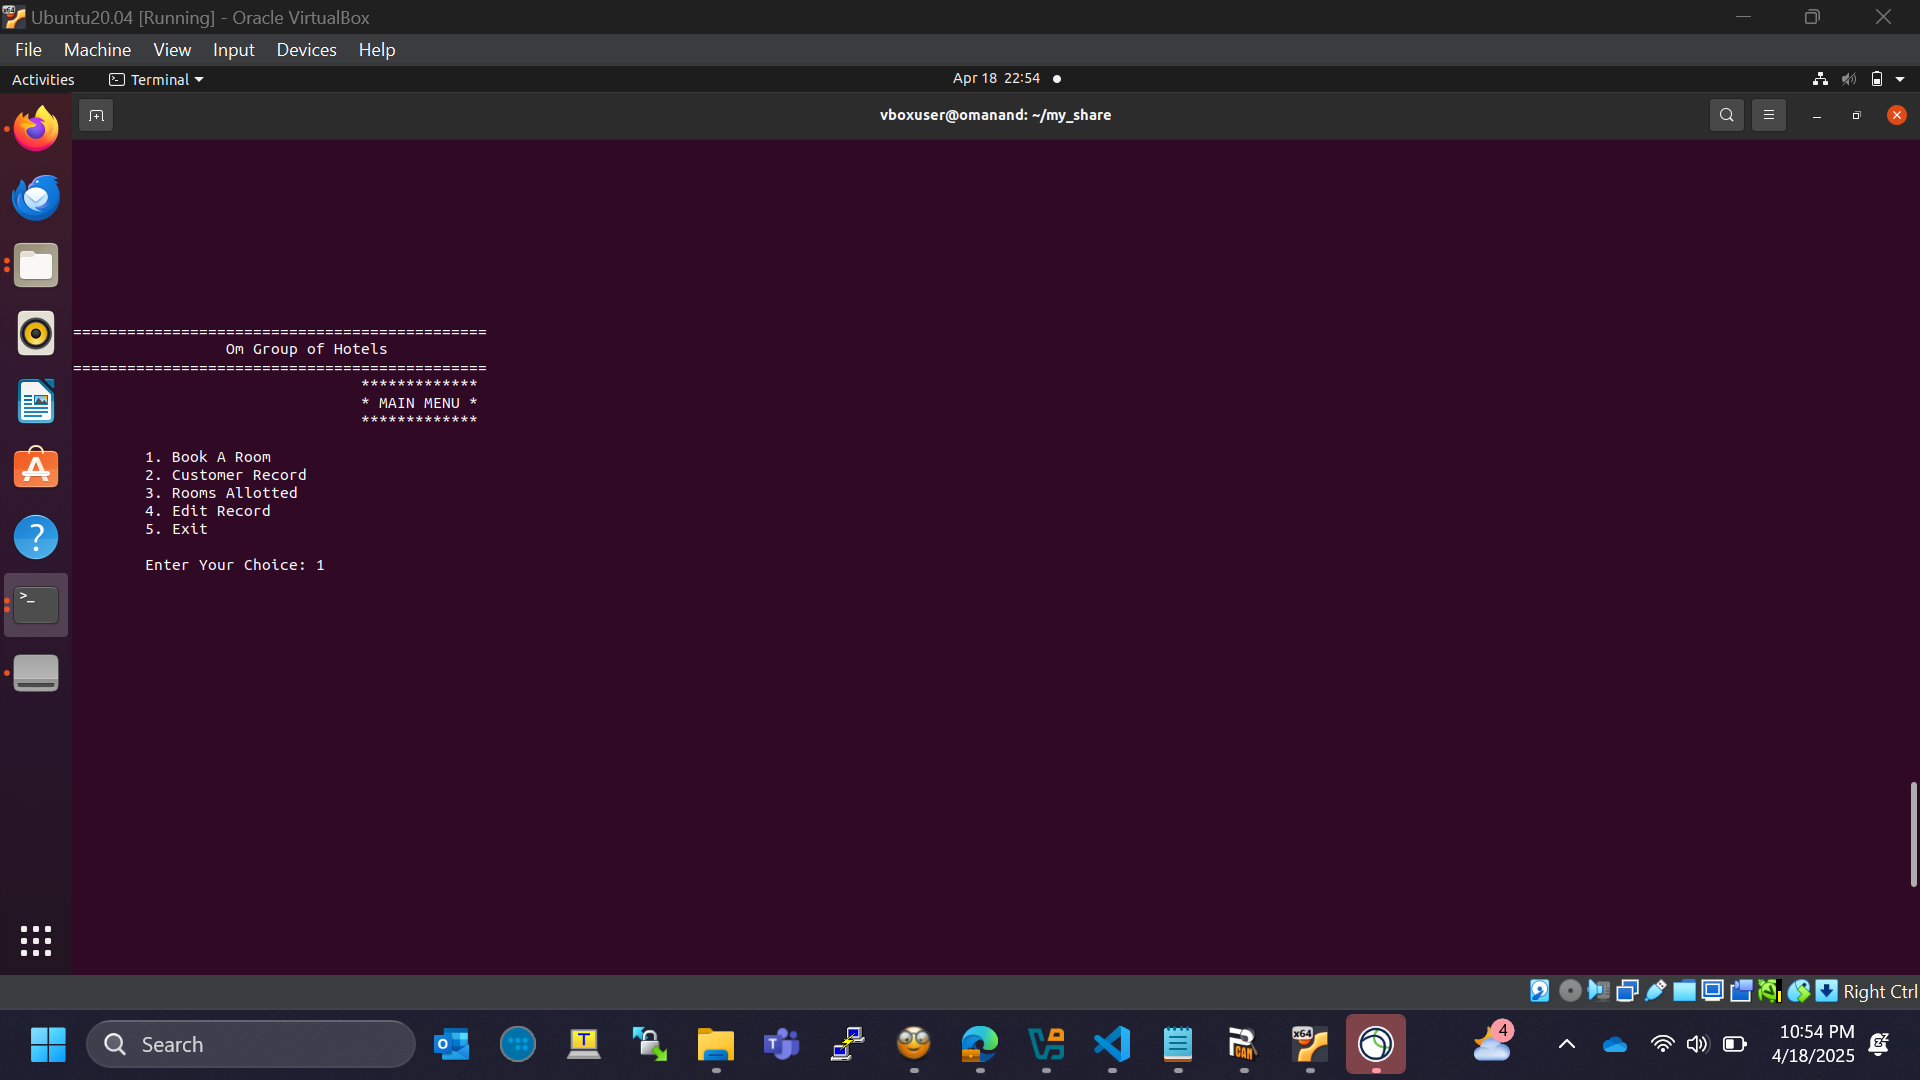 Ubuntu20.04 [Running] - Oracle VirtualBox
File Machine View Input Devices Help
Activities Terminal Apr 18 22:54
vboxuser@omanand: ~/my_share
==============================================
Om Group of Hotels
==============================================
*************
* MAIN MENU *
*************
1. Book A Room
2. Customer Record
3. Rooms Allotted
4. Edit Record
5. Exit
Enter Your Choice: 1
Right Ctrl
Search
4
10:54 PM
4/18/2025